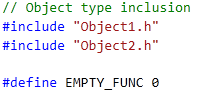 // Object type inclusion
#include "Object1.h"
#include "Object2.h"
#define EMPTY_FUNC 0